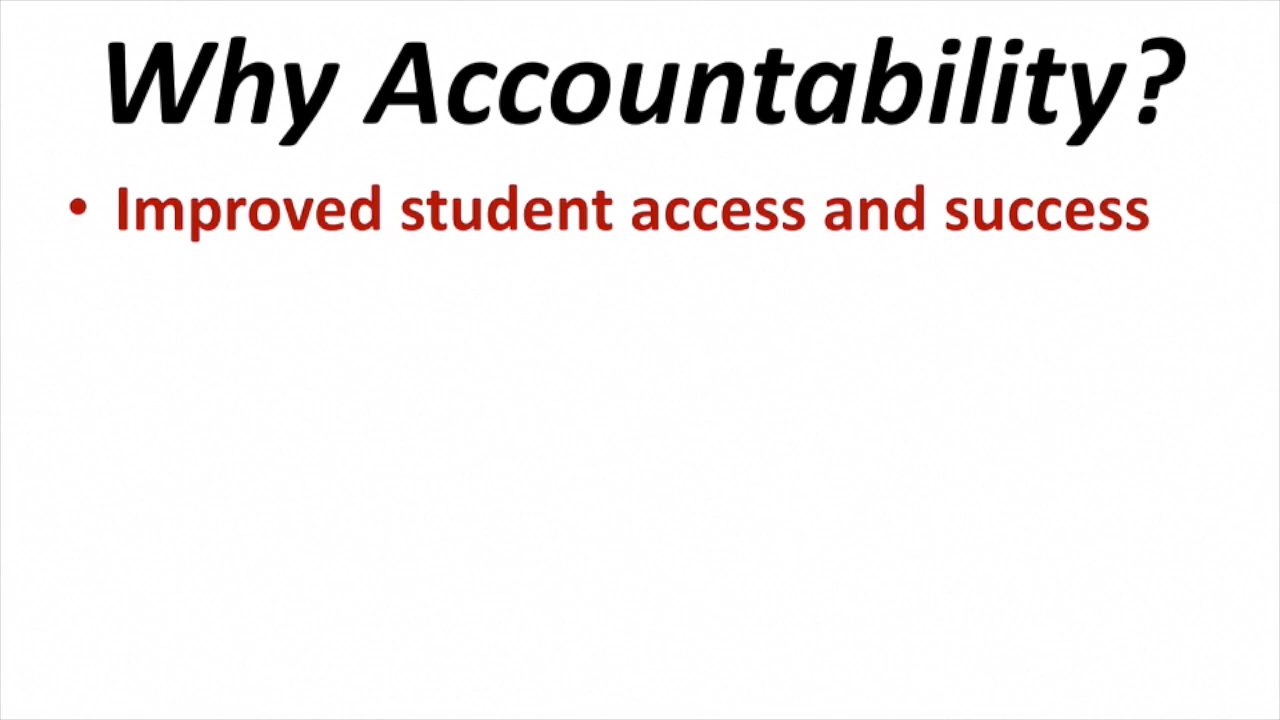 Why Accountability?
• Improved student access and success